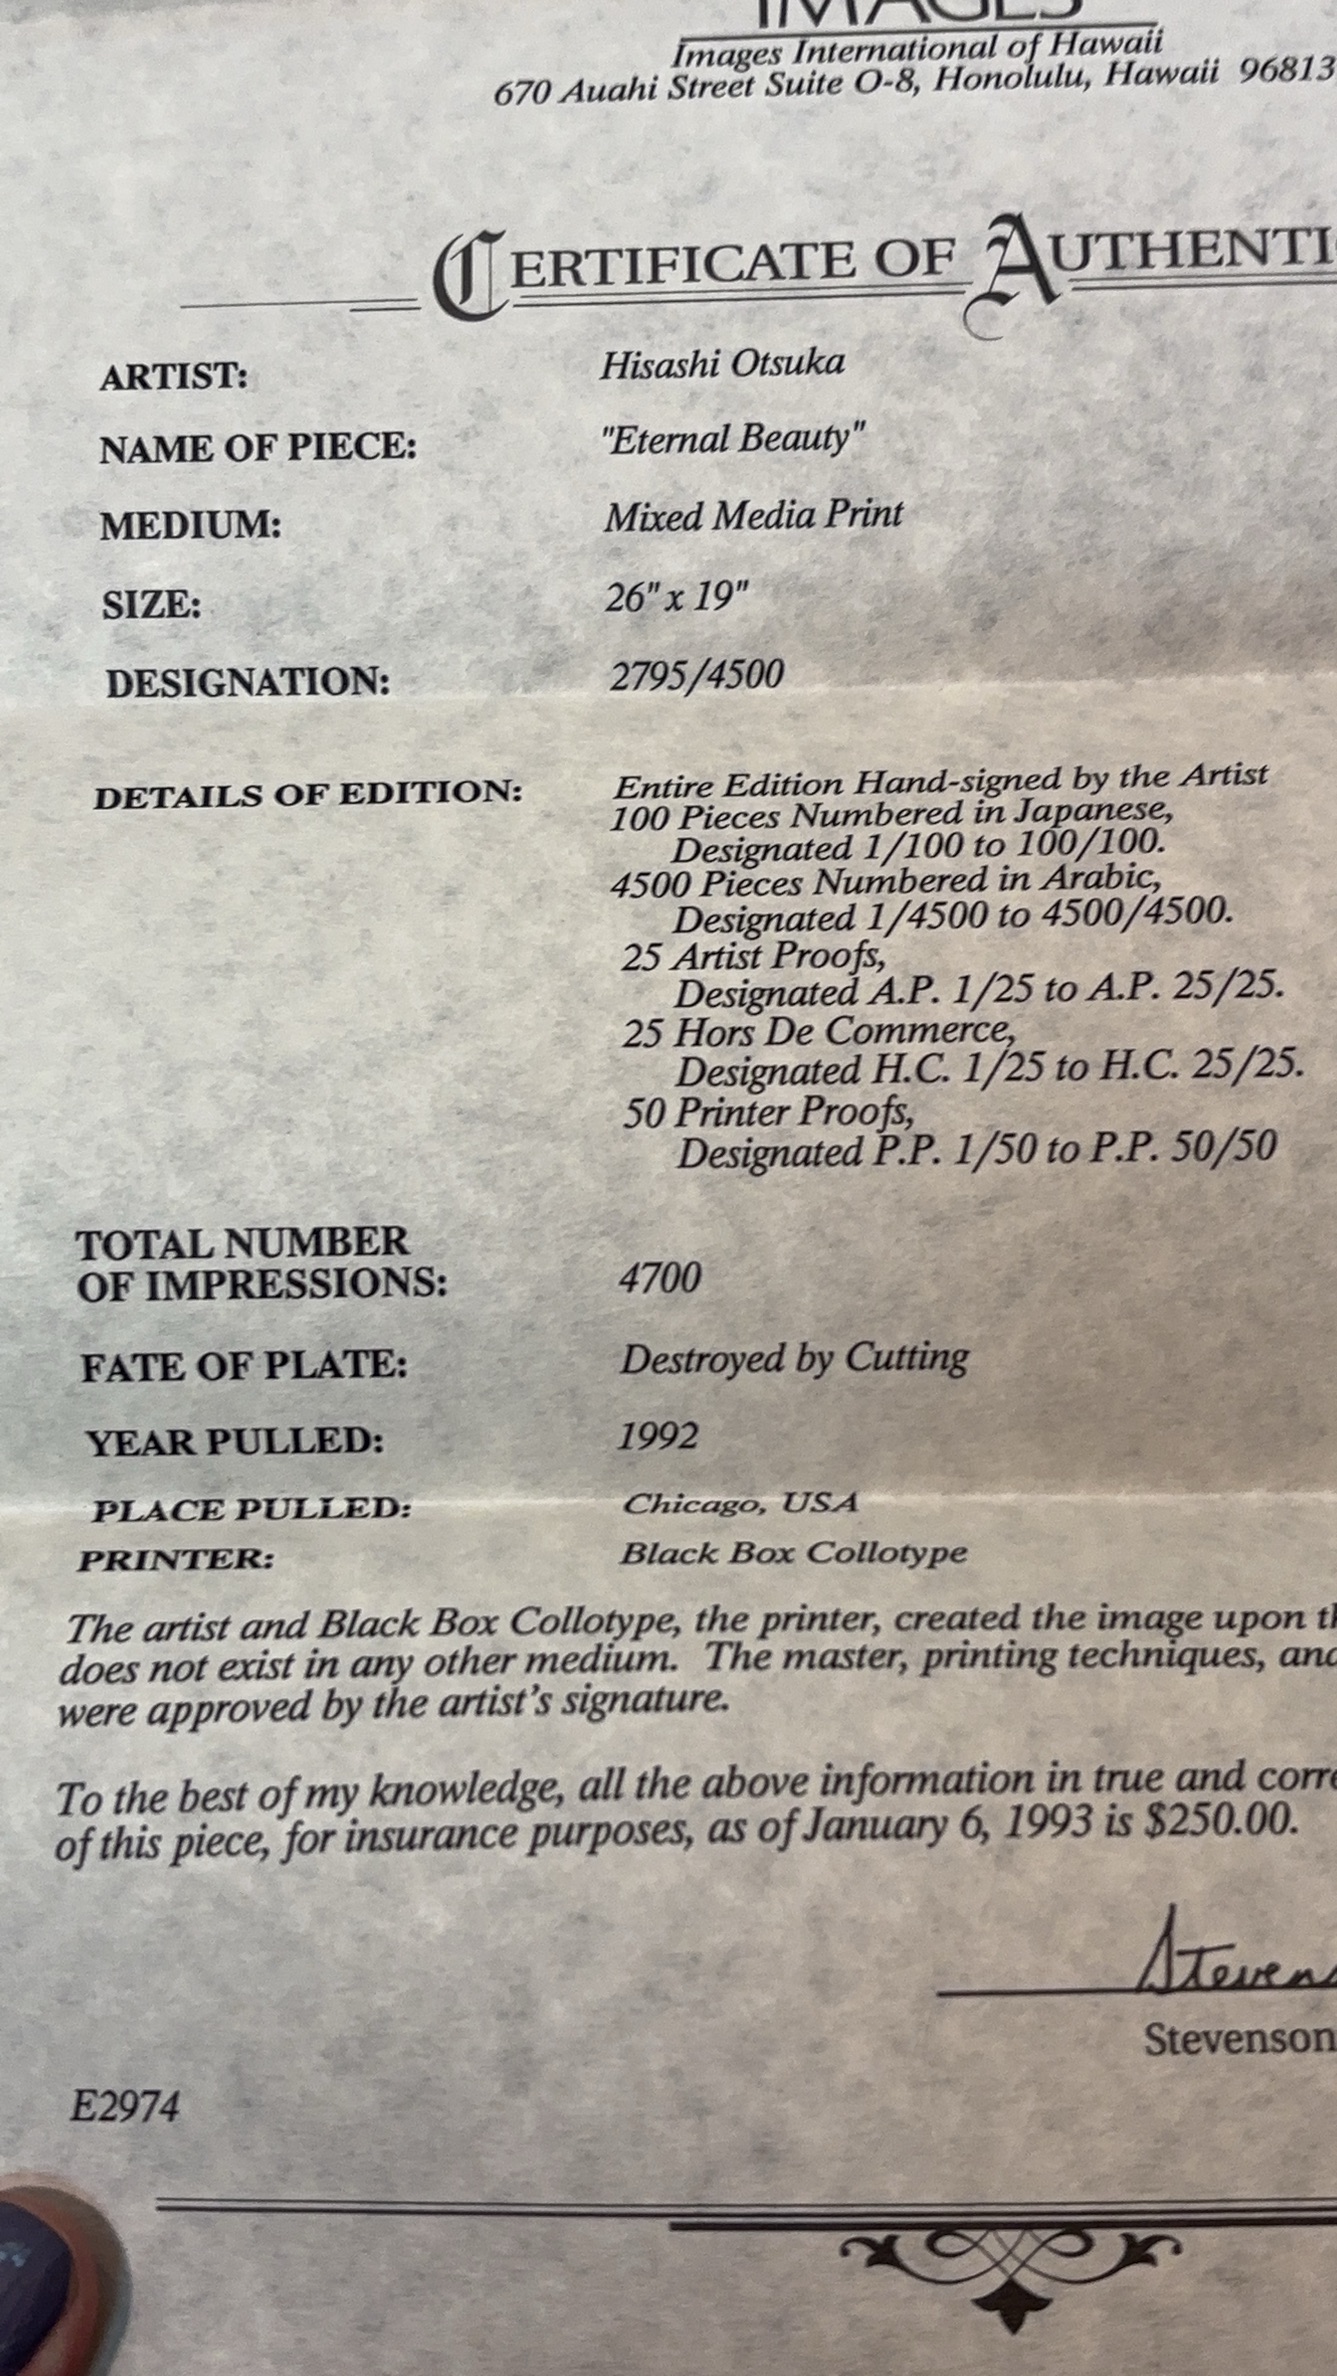 IMAGES
Images International of Hawaii
670 Auahi Street Suite O-8, Honolulu, Hawaii 96813
CERTIFICATE OF AUTHENTI
ARTIST: Hisashi Otsuka
NAME OF PIECE: "Eternal Beauty"
MEDIUM: Mixed Media Print
SIZE: 26" x 19"
DESIGNATION: 2795/4500
DETAILS OF EDITION: Entire Edition Hand-signed by the Artist
100 Pieces Numbered in Japanese,
Designated 1/100 to 100/100.
4500 Pieces Numbered in Arabic,
Designated 1/4500 to 4500/4500.
25 Artist Proofs,
Designated A.P. 1/25 to A.P. 25/25.
25 Hors De Commerce,
Designated H.C. 1/25 to H.C. 25/25.
50 Printer Proofs,
Designated P.P. 1/50 to P.P. 50/50
TOTAL NUMBER
OF IMPRESSIONS: 4700
FATE OF PLATE: Destroyed by Cutting
YEAR PULLED: 1992
PLACE PULLED: Chicago, USA
PRINTER: Black Box Collotype
The artist and Black Box Collotype, the printer, created the image upon th
does not exist in any other medium. The master, printing techniques, and
were approved by the artist's signature.
To the best of my knowledge, all the above information in true and corre
of this piece, for insurance purposes, as of January 6, 1993 is $250.00.
Stevens
Stevenson
E2974